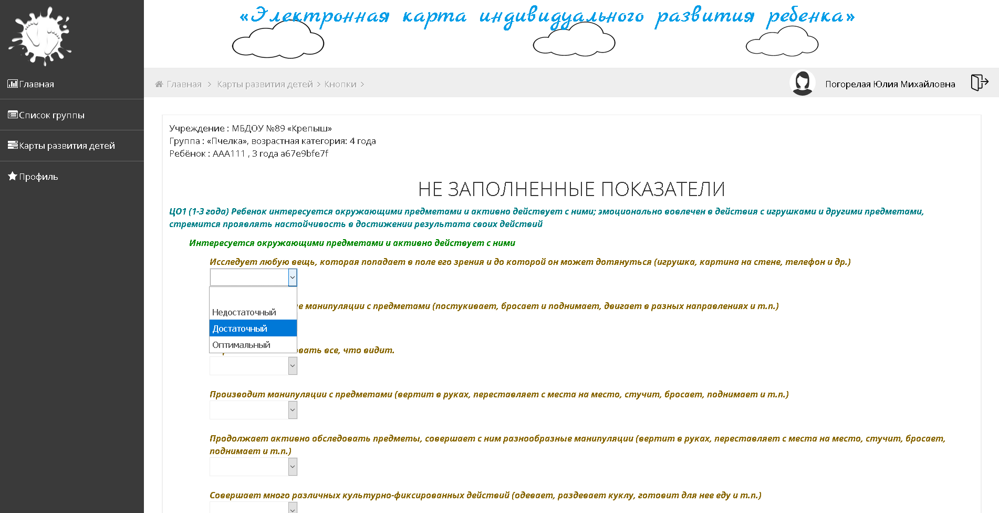 «Электронная карта индивидуального развития ребенка»
Главная
Список группы
Карты развития детей
Профиль
Главная > Карты развития детей > Кнопки >
Погорелая Юлия Михайловна
Учреждение : МБДОУ №89 «Крепыш»
Группа : «Пчелка», возрастная категория: 4 года
Ребёнок : ААА111 , 3 года a67e9bfe7f
НЕ ЗАПОЛНЕННЫЕ ПОКАЗАТЕЛИ
ЦО1 (1-3 года) Ребенок интересуется окружающими предметами и активно действует с ними; эмоционально вовлечен в действия с игрушками и другими предметами,
стремится проявлять настойчивость в достижении результата своих действий
Интересуется окружающими предметами и активно действует с ними
Исследует любую вещь, которая попадает в поле его зрения и до которой он может дотянуться (игрушка, картина на стене, телефон и др.)
манипуляции с предметами (постукивает, бросает и поднимает, двигает в разных направлениях и т.п.)
Недостаточный
Достаточный
Оптимальный
все, что видит.
Производит манипуляции с предметами (вертит в руках, переставляет с места на место, стучит, бросает, поднимает и т.п.)
Продолжает активно обследовать предметы, совершает с ним разнообразные манипуляции (вертит в руках, переставляет с места на место, стучит, бросает,
поднимает и т.п.)
Совершает много различных культурно-фиксированных действий (одевает, раздевает куклу, готовит для нее еду и т.п.)